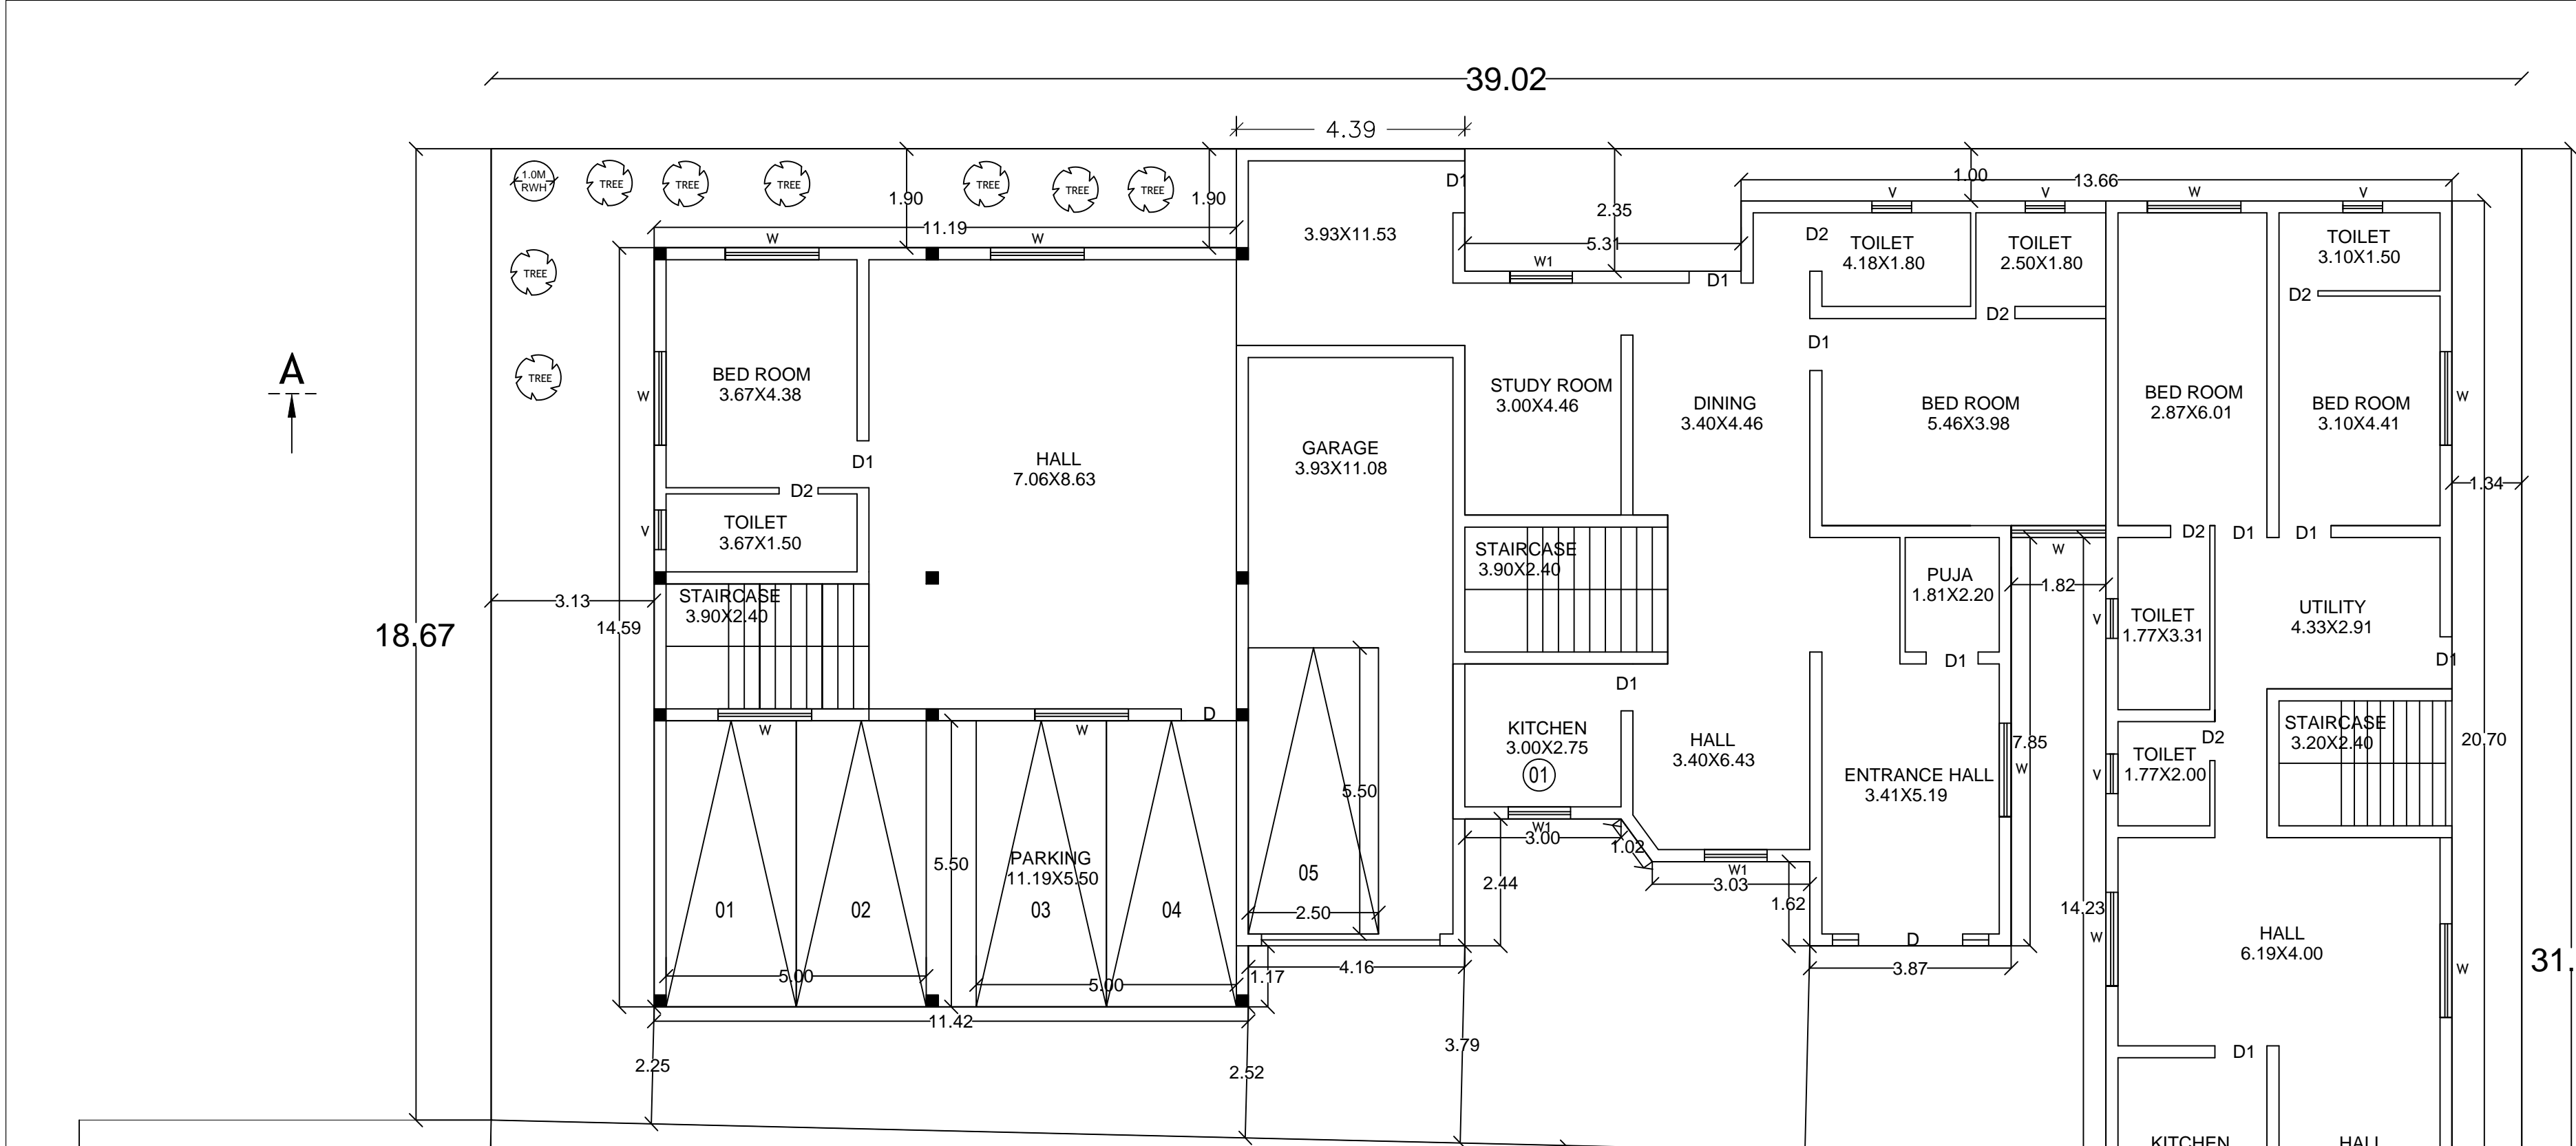 39.02
4.39
1.0M
RWH
TREE
TREE
TREE
TREE
TREE
TREE
TREE
TREE
1.90
1.90
11.19
W
W
3.93X11.53
D1
2.35
5.31
W1
D1
1.00
13.66
V
V
W
V
D2
TOILET
4.18X1.80
TOILET
2.50X1.80
TOILET
3.10X1.50
D2
D2
D1
A
W
BED ROOM
3.67X4.38
D1
HALL
7.06X8.63
GARAGE
3.93X11.08
STUDY ROOM
3.00X4.46
DINING
3.40X4.46
BED ROOM
5.46X3.98
BED ROOM
2.87X6.01
BED ROOM
3.10X4.41
W
1.34
D2
V
TOILET
3.67X1.50
STAIRCASE
3.90X2.40
D2
D1
D1
W
PUJA
1.81X2.20
1.82
D1
V
TOILET
1.77X3.31
UTILITY
4.33X2.91
D1
3.13
14.59
18.67
STAIRCASE
3.90X2.40
W
W
D
D1
KITCHEN
3.00X2.75
01
HALL
3.40X6.43
ENTRANCE HALL
3.41X5.19
7.85
W
V
TOILET
1.77X2.00
D2
STAIRCASE
3.20X2.40
20.70
5.50
W1
3.00
1.02
W1
3.03
2.44
1.62
PARKING
11.19X5.50
5.50
01
02
03
04
05
2.50
D
14.23
W
HALL
6.19X4.00
W
31.
5.00
5.00
1.17
4.16
3.87
11.42
2.25
2.52
3.79
D1
KITCHEN
HALL